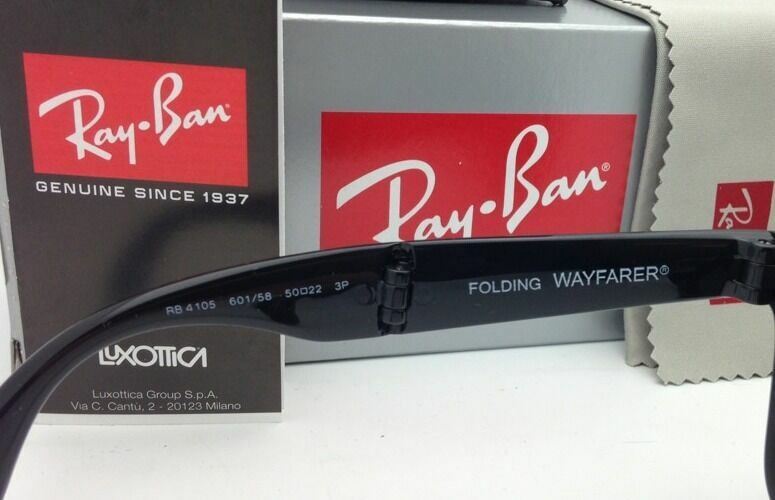 Ray-Ban®
GENUINE SINCE 1937
Ray-Ban®
Ray
RB 4105 601/58 50□22 3P
FOLDING WAYFARER®
LUXOTTICA
Luxottica Group S.p.A.
Via C. Cantù, 2 - 20123 Milano